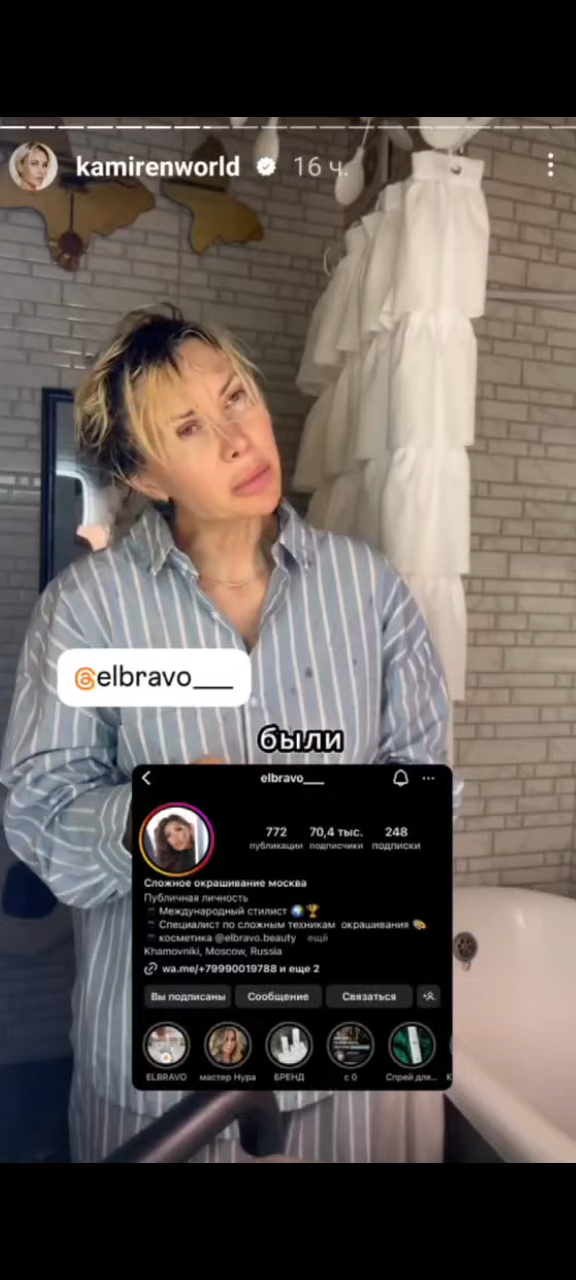 kamirenworld 16 ч.
@elbravo___
были
elbravo___
772 70,4 тыс. 248
публикации подписчики подписки
Сложное окрашивание москва
Публичная личность
Международный стилист
Специалист по сложным техникам окрашивания
косметика @elbravo.beauty ещё
Khamovniki, Moscow, Russia
wa.me/+79990019788 и еще 2
Вы подписаны Сообщение Связаться
ELBRAVO мастер Нура БРЕНД с 0 Спрей для...